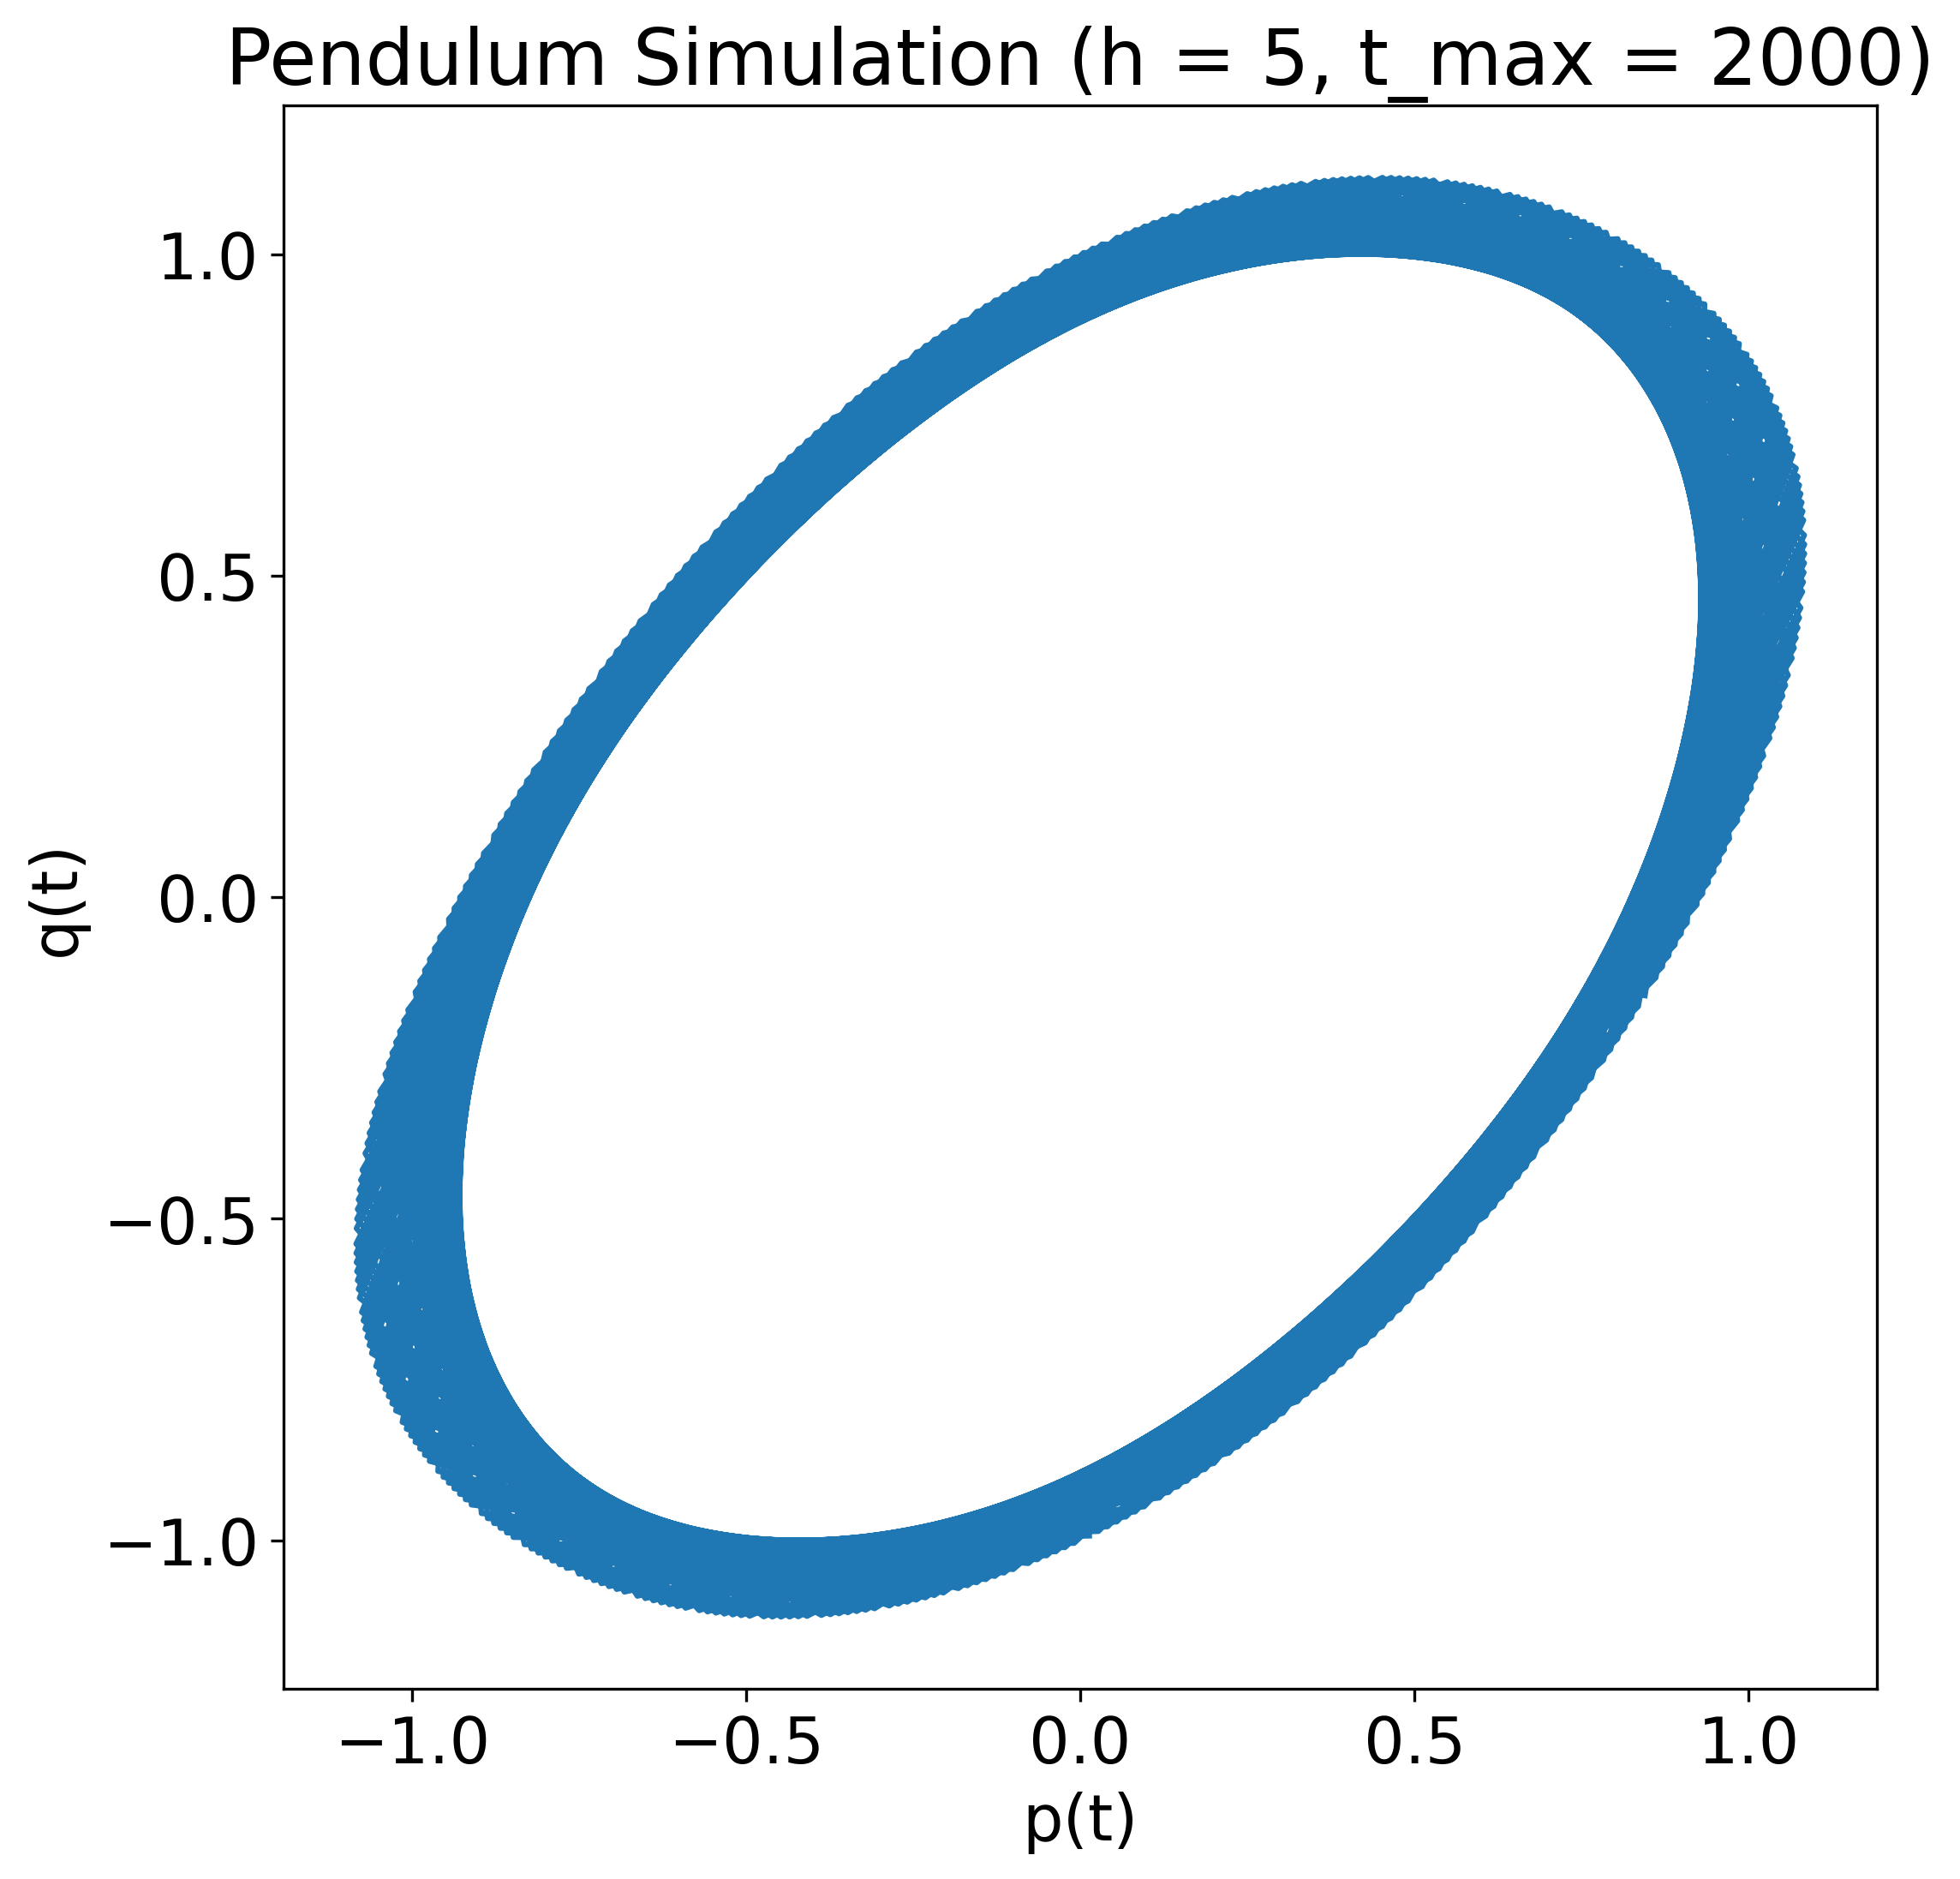 Pendulum Simulation (h = 5, t_max = 2000)
1.0
0.5
0.0
−0.5
−1.0
q(t)
−1.0 −0.5 0.0 0.5 1.0
p(t)